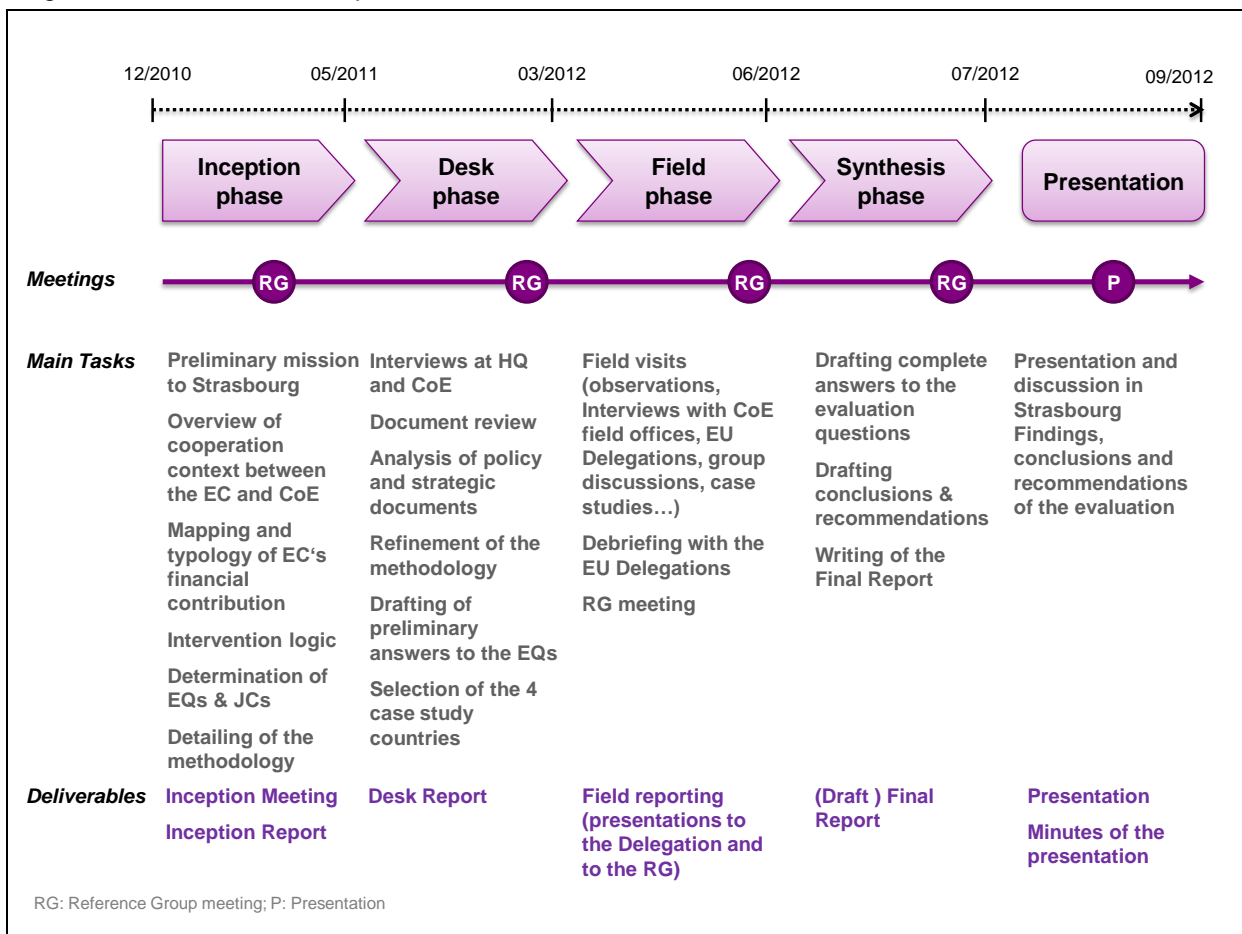 12/2010 05/2011 03/2012 06/2012 07/2012 09/2012
Inception
phase
Desk
phase
Field
phase
Synthesis
phase
Presentation
Meetings
RG RG RG RG P
Main Tasks
Preliminary mission
to Strasbourg
Overview of
cooperation
context between
the EC and CoE
Mapping and
typology of EC‘s
financial
contribution
Intervention logic
Determination of
EQs & JCs
Detailing of the
methodology
Interviews at HQ
and CoE
Document review
Analysis of policy
and strategic
documents
Refinement of the
methodology
Drafting of
preliminary
answers to the EQs
Selection of the 4
case study
countries
Field visits
(observations,
Interviews with CoE
field offices, EU
Delegations, group
discussions, case
studies…)
Debriefing with the
EU Delegations
RG meeting
Drafting complete
answers to the
evaluation
questions
Drafting
conclusions &
recommendations
Writing of the
Final Report
Presentation and
discussion in
Strasbourg
Findings,
conclusions and
recommendations
of the evaluation
Deliverables
Inception Meeting
Inception Report
Desk Report
Field reporting
(presentations to
the Delegation and
to the RG)
(Draft ) Final
Report
Presentation
Minutes of the
presentation
RG: Reference Group meeting; P: Presentation